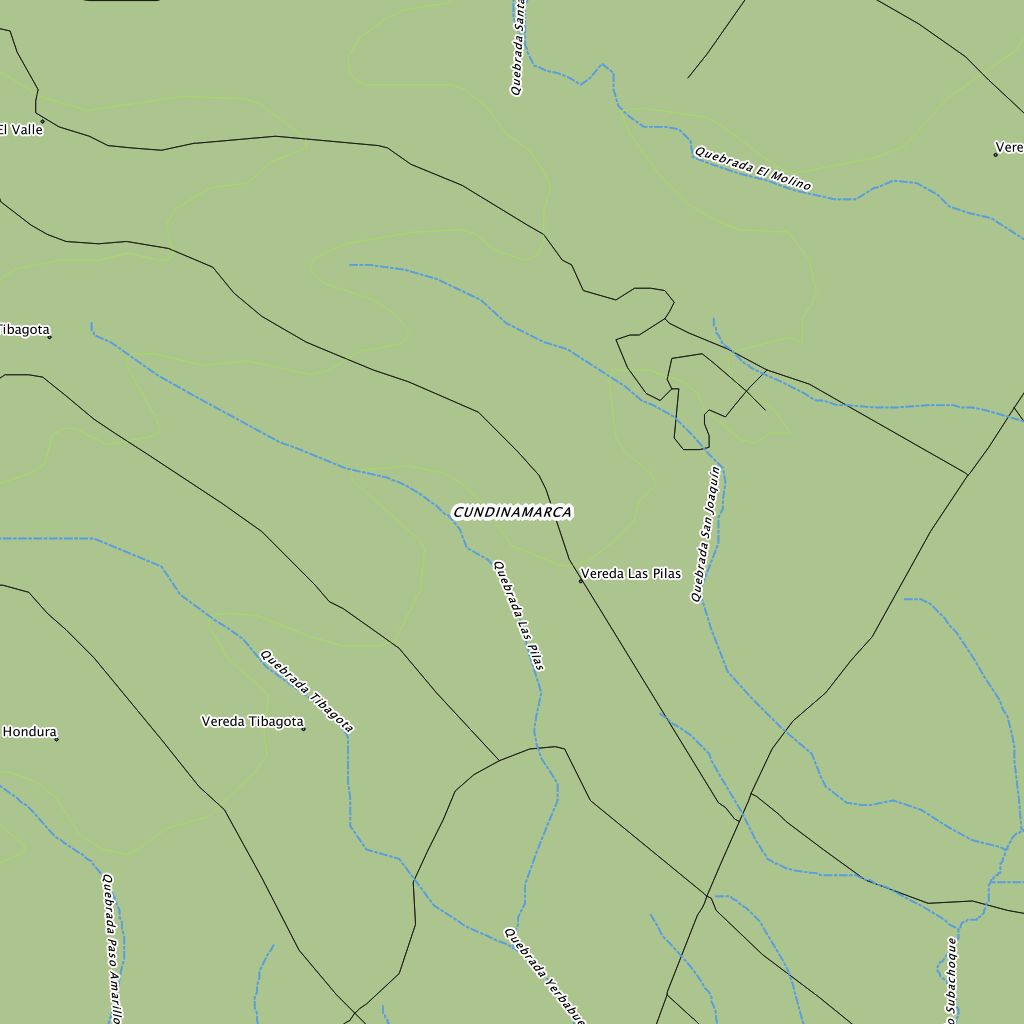 Quebrada Santa
El Valle
Quebrada El Molino
Vere
Tibagota
CUNDINAMARCA
Quebrada San Joaquín
Vereda Las Pilas
Quebrada Las Pilas
Quebrada Tibagota
Vereda Tibagota
Hondura
Quebrada Paso Amarillo
Quebrada Yerbabue
o Subachoque